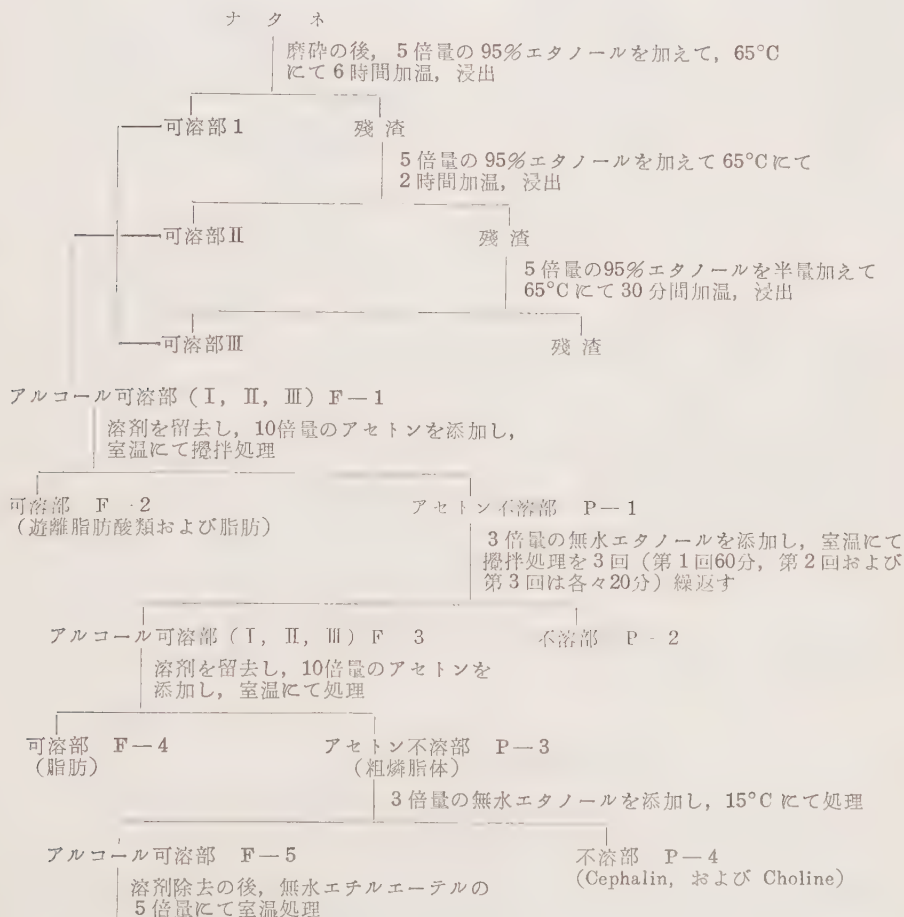 ナタネ
磨砕の後，5倍量の95%エタノールを加えて，65°C
にて6時間加温，浸出
可溶部1
残渣
5倍量の95%エタノールを加えて65°Cにて
2時間加温，浸出
可溶部Ⅱ
残渣
5倍量の95%エタノールを半量加えて
65°Cにて30分間加温，浸出
可溶部Ⅲ
残渣
アルコール可溶部（Ⅰ，Ⅱ，Ⅲ）F－1
溶剤を留去し，10倍量のアセトンを添加し，
室温にて攪拌処理
可溶部 F－2
アセトン不溶部 P－1
（遊離脂肪酸類および脂肪）
3倍量の無水エタノールを添加し，室温にて
攪拌処理を3回（第1回60分，第2回および
第3回は各々20分）繰返す
アルコール可溶部（Ⅰ，Ⅱ，Ⅲ）F 3
不溶部 P－2
溶剤を留去し，10倍量のアセトンを
添加し，室温にて処理
可溶部 F－4
アセトン不溶部 P－3
（脂肪）
（粗燐脂体）
3倍量の無水エタノールを添加し，15°Cにて処理
アルコール可溶部 F－5
不溶部 P－4
(Cephalin, および Choline)
溶剤除去の後，無水エチルエーテルの
5倍量にて室温処理